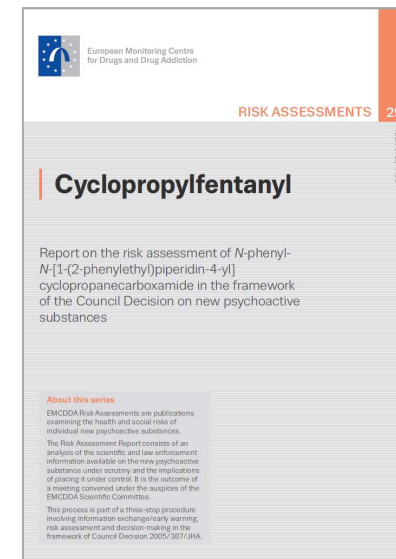 European Monitoring Centre
for Drugs and Drug Addiction
RISK ASSESSMENTS 29
Cyclopropylfentanyl
Report on the risk assessment of N-phenyl-
N-[1-(2-phenylethyl)piperidin-4-yl]
cyclopropanecarboxamide in the framework
of the Council Decision on new psychoactive
substances
About this series
EMCDDA Risk Assessments are publications
examining the health and social risks of
individual new psychoactive substances.
The Risk Assessment Report consists of an
analysis of the scientific and law enforcement
information available on the new psychoactive
substance under scrutiny and the implications
of placing it under control. It is the outcome of
a meeting convened under the auspices of the
EMCDDA Scientific Committee.
This process is part of a three-step procedure
involving information exchange/early warning,
risk assessment and decision-making in the
framework of Council Decision 2005/387/JHA.